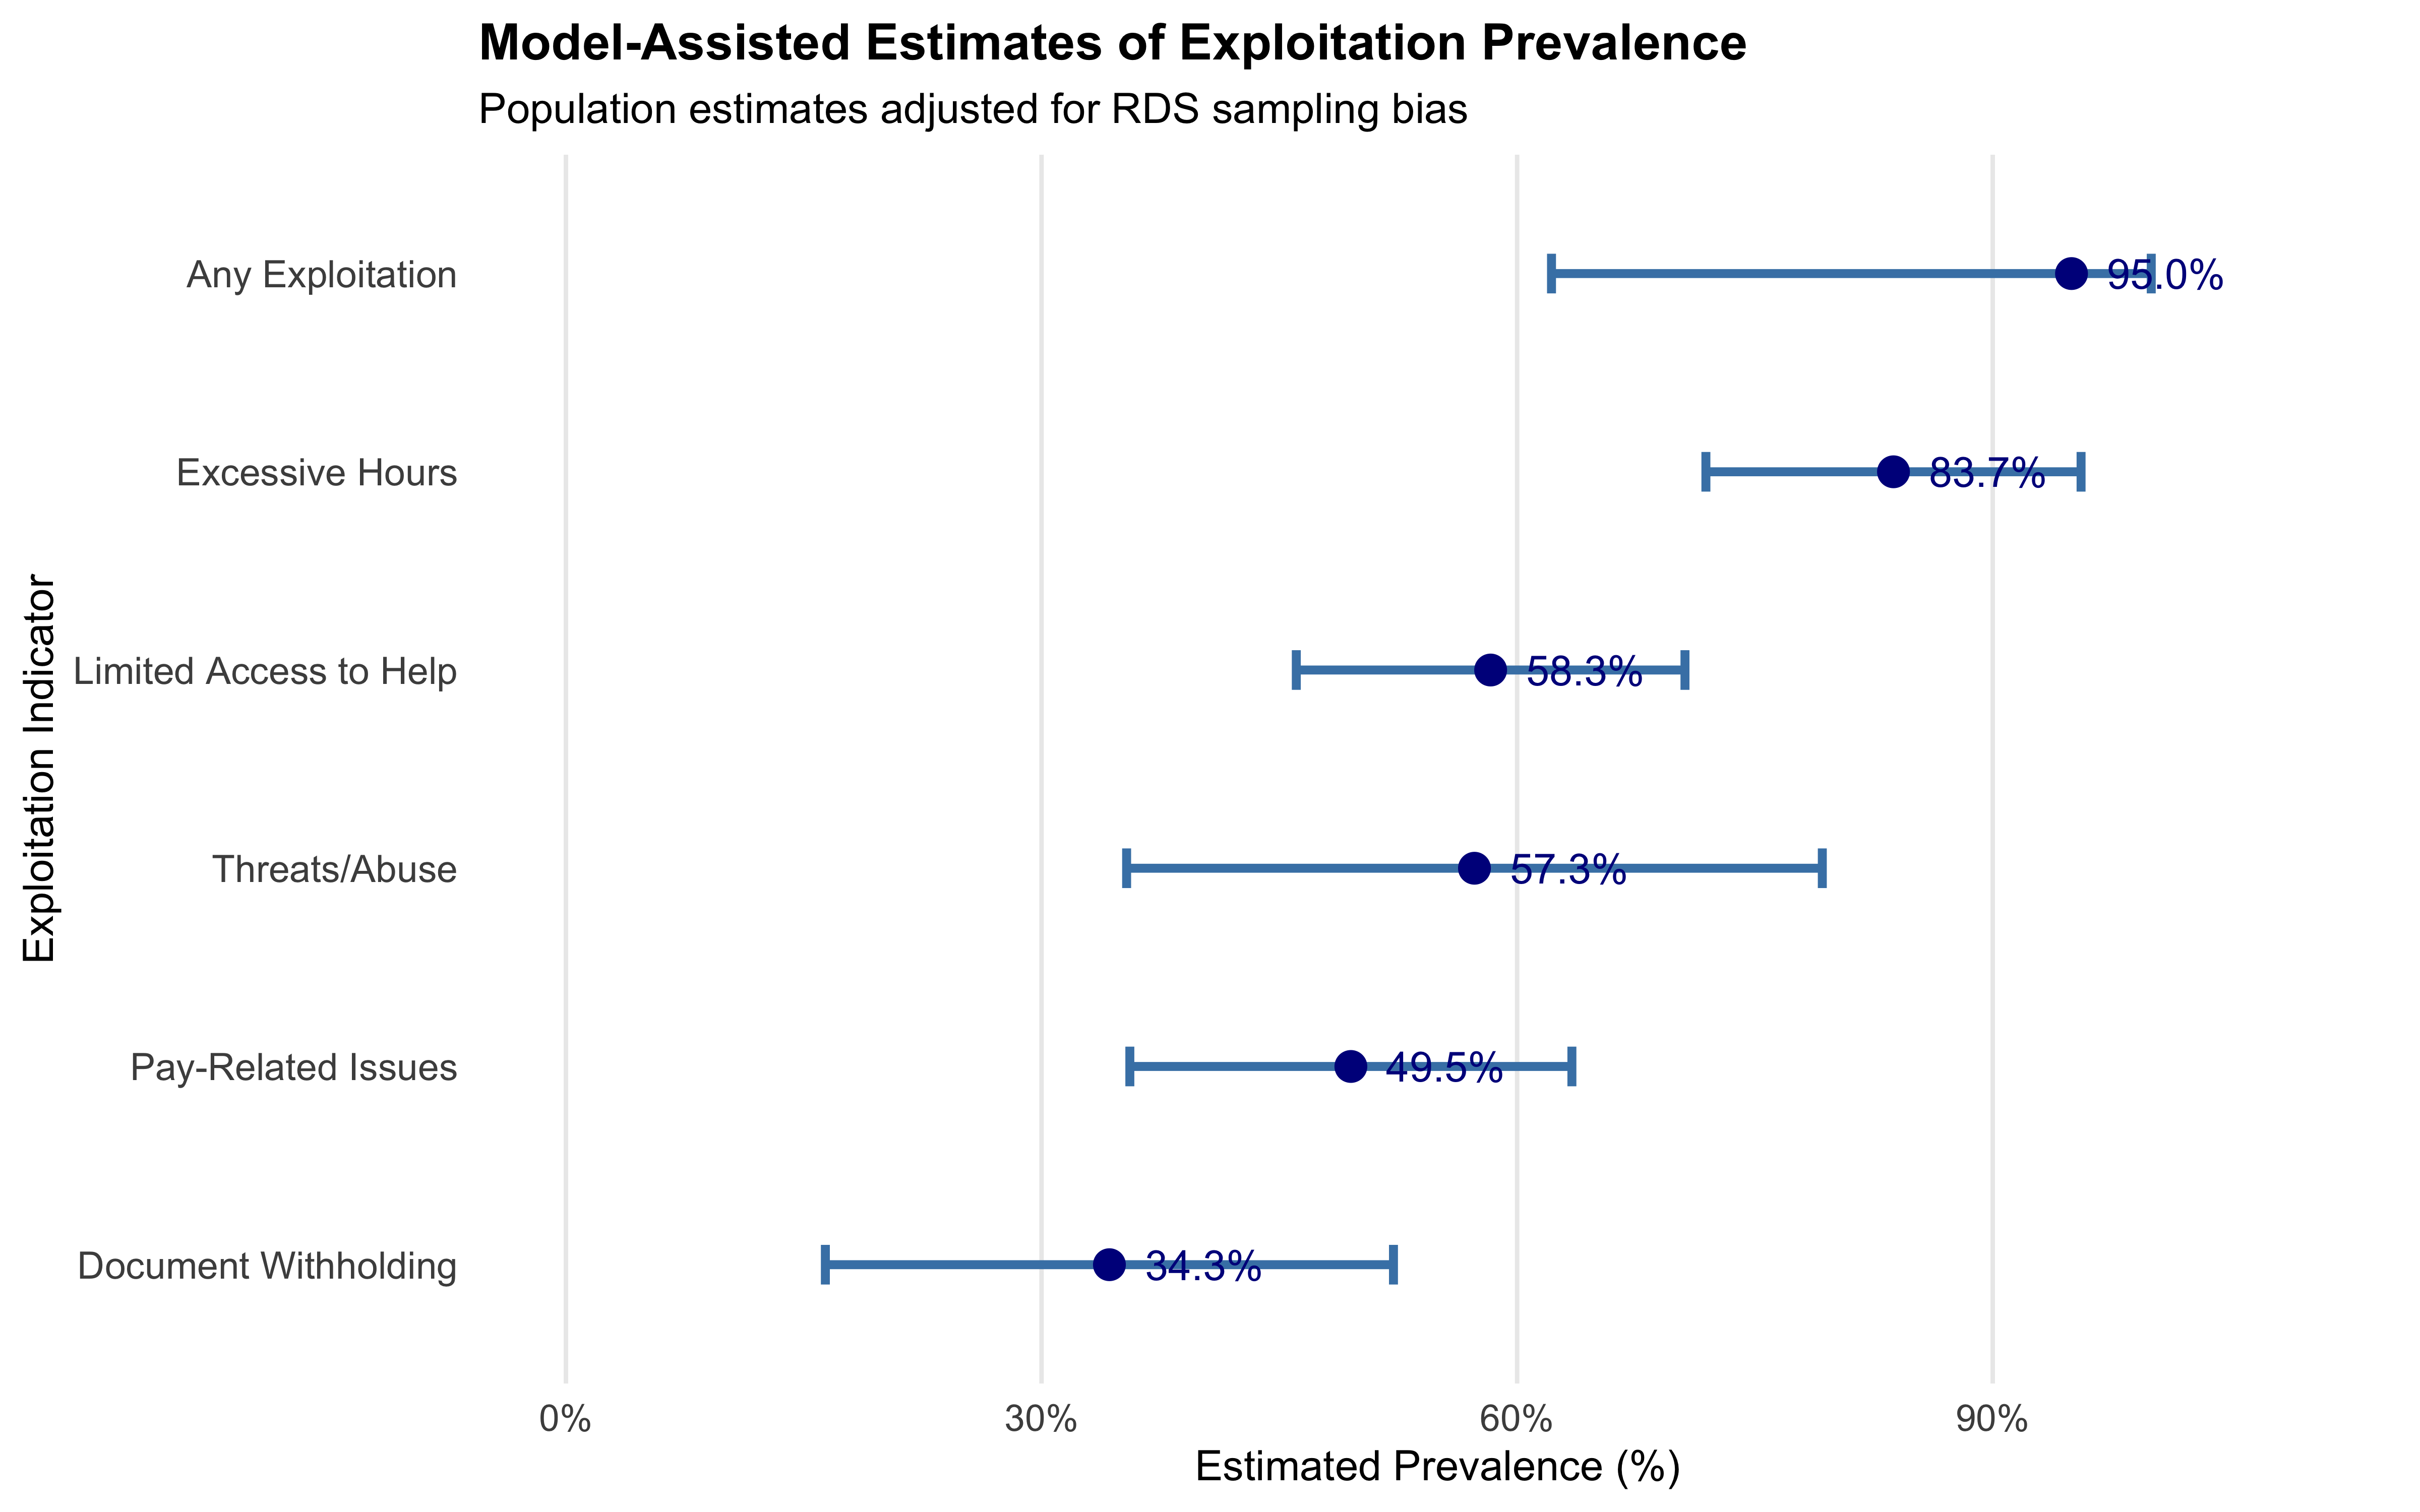 Model-Assisted Estimates of Exploitation Prevalence
Population estimates adjusted for RDS sampling bias
Exploitation Indicator
Any Exploitation
95.0%
Excessive Hours
83.7%
Limited Access to Help
58.3%
Threats/Abuse
57.3%
Pay-Related Issues
49.5%
Document Withholding
34.3%
0% 30% 60% 90%
Estimated Prevalence (%)